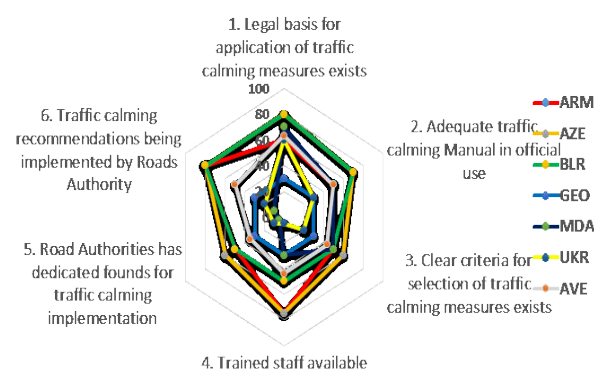 1. Legal basis for
application of traffic
calming measures exists
100
80
60
40
20
0
2. Adequate traffic
calming Manual in official
use
3. Clear criteria for
selection of traffic
calming measures exists
4. Trained staff available
5. Road Authorities has
dedicated founds for
traffic calming
implementation
6. Traffic calming
recommendations being
implemented by Roads
Authority
ARM
AZE
BLR
GEO
MDA
UKR
AVE